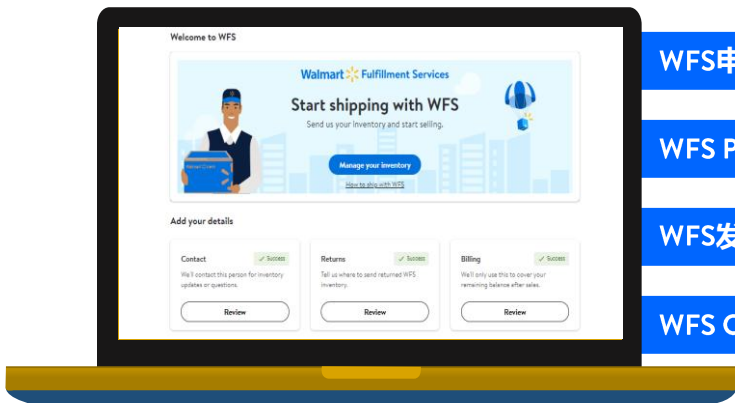 Welcome to WFS
Walmart Fulfillment Services
Start shipping with WFS
Send us your inventory and start selling.
Manage your inventory
How to ship with WFS
Add your details
Contact
Success
We'll contact this person for inventory
updates or questions.
Review
Returns
Success
Tell us where to send returned WFS
inventory.
Review
Billing
Success
We'll only use this to cover your
remaining balance after sales.
Review
WFS申
WFS P
WFS发
WFS